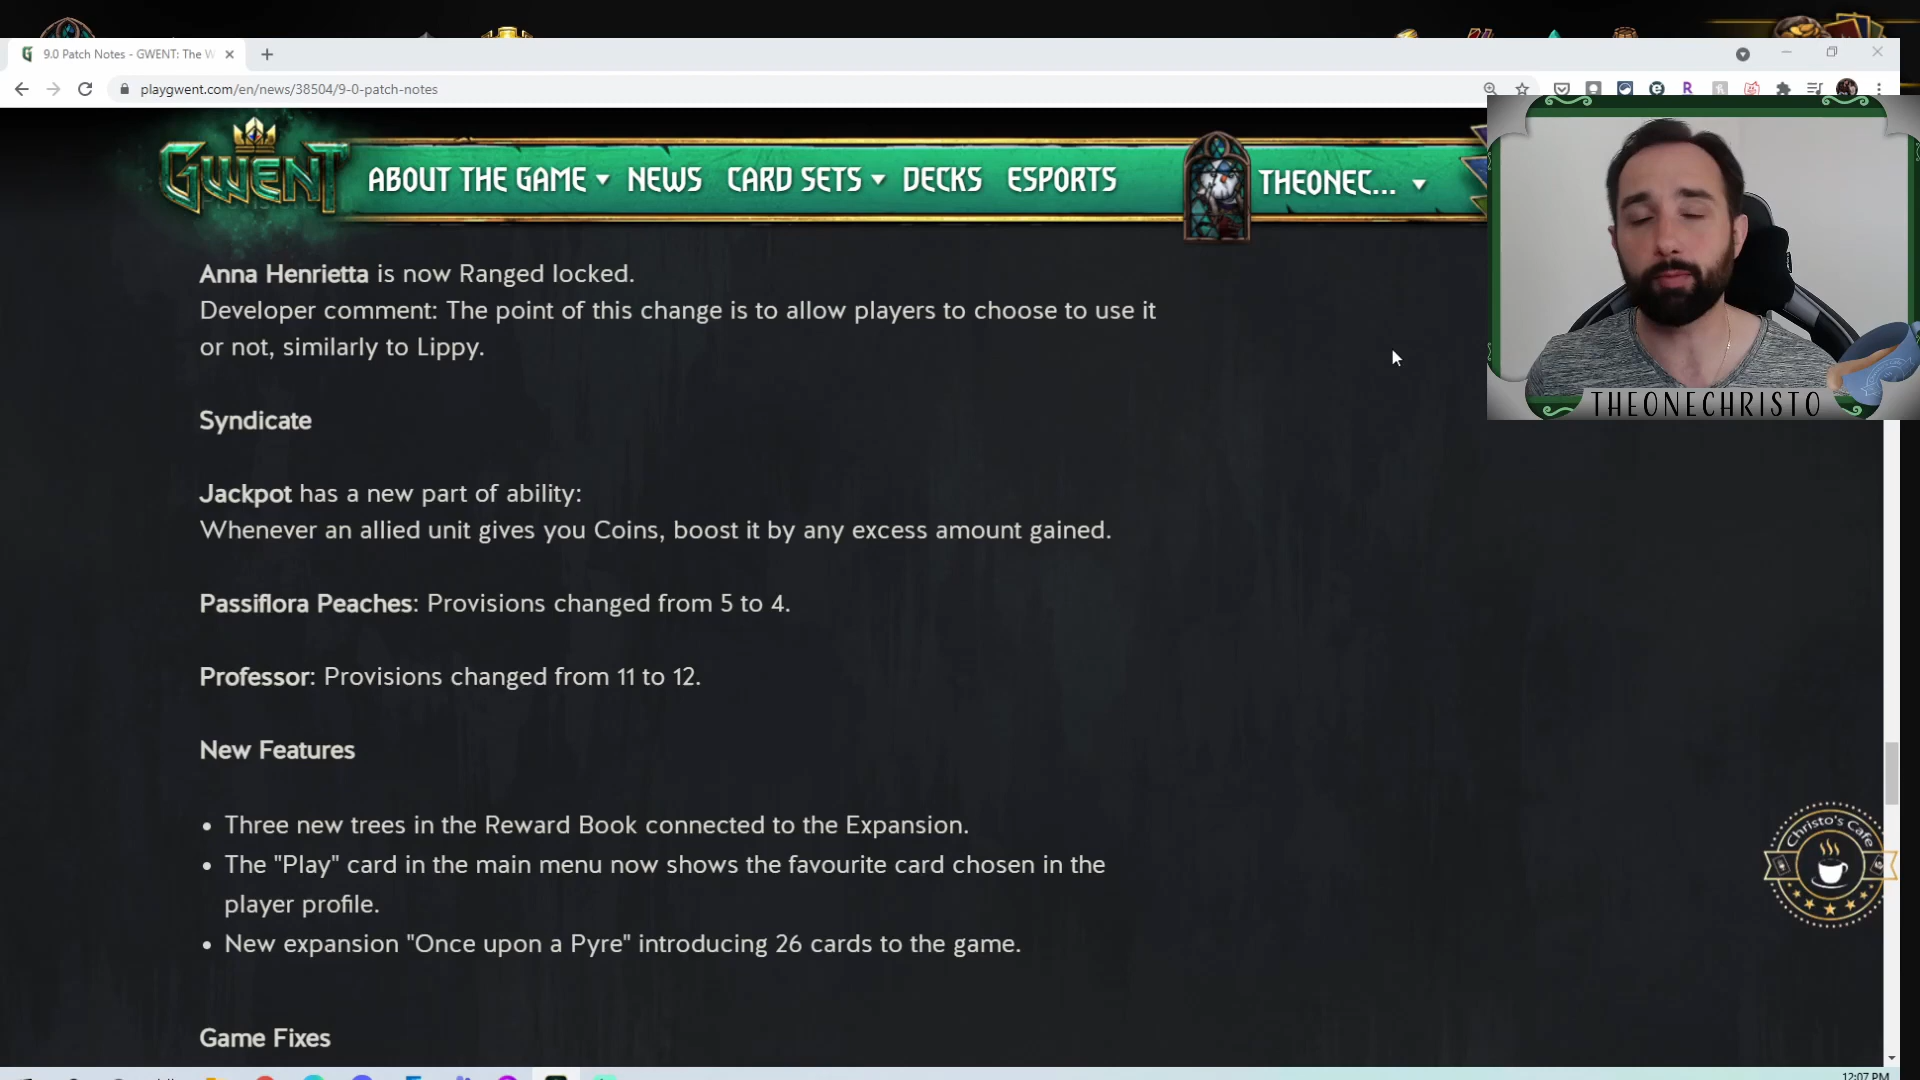 9.0 Patch Notes - GWENT: The W
playgwent.com/en/news/38504/9-0-patch-notes
GWENT
ABOUT THE GAME NEWS CARD SETS DECKS ESPORTS THEONEC...
Anna Henrietta is now Ranged locked.
Developer comment: The point of this change is to allow players to choose to use it
or not, similarly to Lippy.
THEONECHRISTO
Syndicate
Jackpot has a new part of ability:
Whenever an allied unit gives you Coins, boost it by any excess amount gained.
Passiflora Peaches: Provisions changed from 5 to 4.
Professor: Provisions changed from 11 to 12.
New Features
• Three new trees in the Reward Book connected to the Expansion.
• The "Play" card in the main menu now shows the favourite card chosen in the
player profile.
• New expansion "Once upon a Pyre" introducing 26 cards to the game.
Christo's Cafe
Game Fixes
12:07 PM